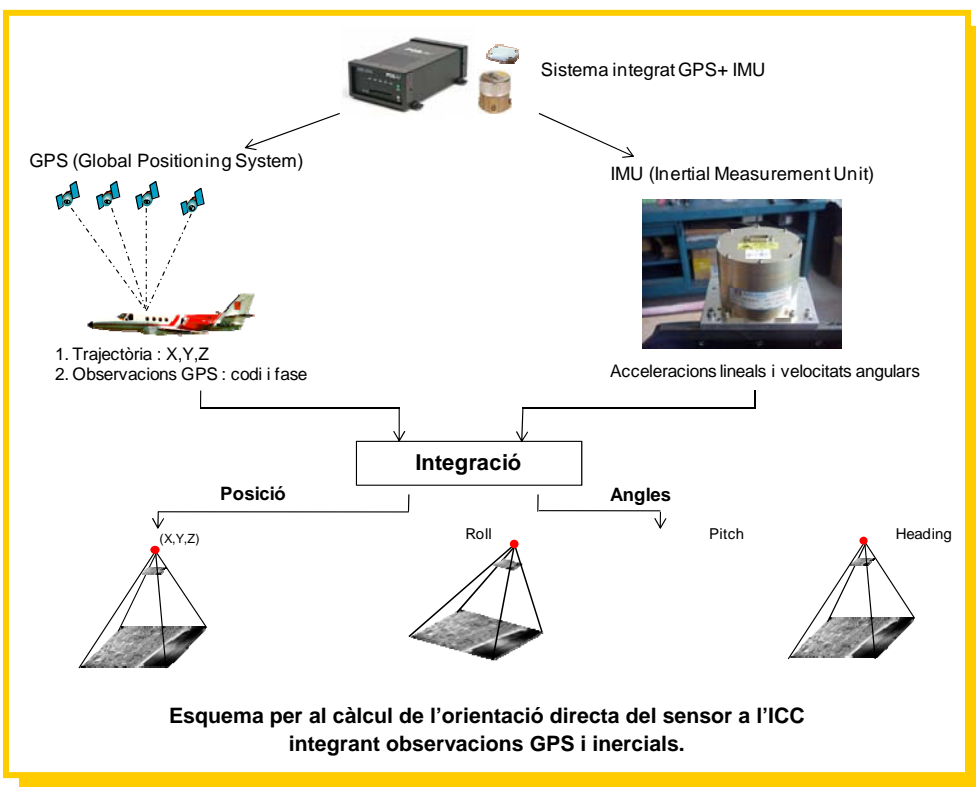 Sistema integrat GPS+ IMU
GPS (Global Positioning System)
IMU (Inertial Measurement Unit)
1. Trajectòria : X,Y,Z
2. Observacions GPS : codi i fase
Acceleracions lineals i velocitats angulars
Integració
Posició
Angles
(X,Y,Z)
Roll
Pitch
Heading
Esquema per al càlcul de l’orientació directa del sensor a l’ICC
integrant observacions GPS i inercials.